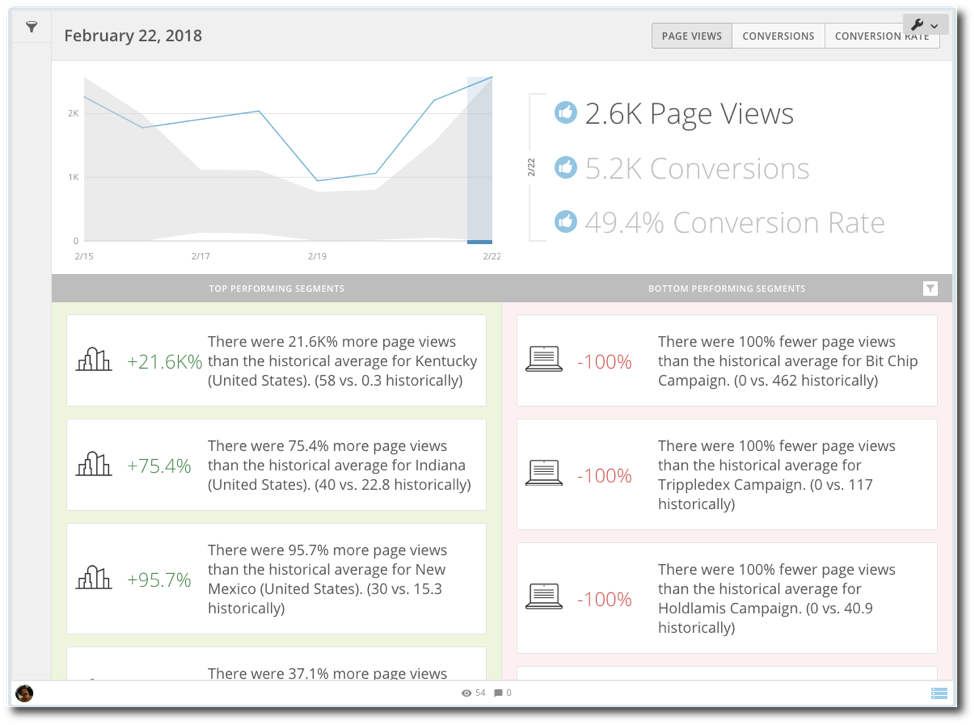 February 22, 2018
PAGE VIEWS
CONVERSIONS
CONVERSION RATE
2K
1K
0
2/15
2/17
2/19
2/22
2/22
2.6K Page Views
5.2K Conversions
49.4% Conversion Rate
TOP PERFORMING SEGMENTS
BOTTOM PERFORMING SEGMENTS
+21.6K%
There were 21.6K% more page views
than the historical average for Kentucky
(United States). (58 vs. 0.3 historically)
+75.4%
There were 75.4% more page views
than the historical average for Indiana
(United States). (40 vs. 22.8 historically)
+95.7%
There were 95.7% more page views
than the historical average for New
Mexico (United States). (30 vs. 15.3
historically)
There were 37.1% more page views
-100%
There were 100% fewer page views
than the historical average for Bit Chip
Campaign. (0 vs. 462 historically)
-100%
There were 100% fewer page views
than the historical average for
Trippledex Campaign. (0 vs. 117
historically)
-100%
There were 100% fewer page views
than the historical average for
Holdlamis Campaign. (0 vs. 40.9
historically)
54
0